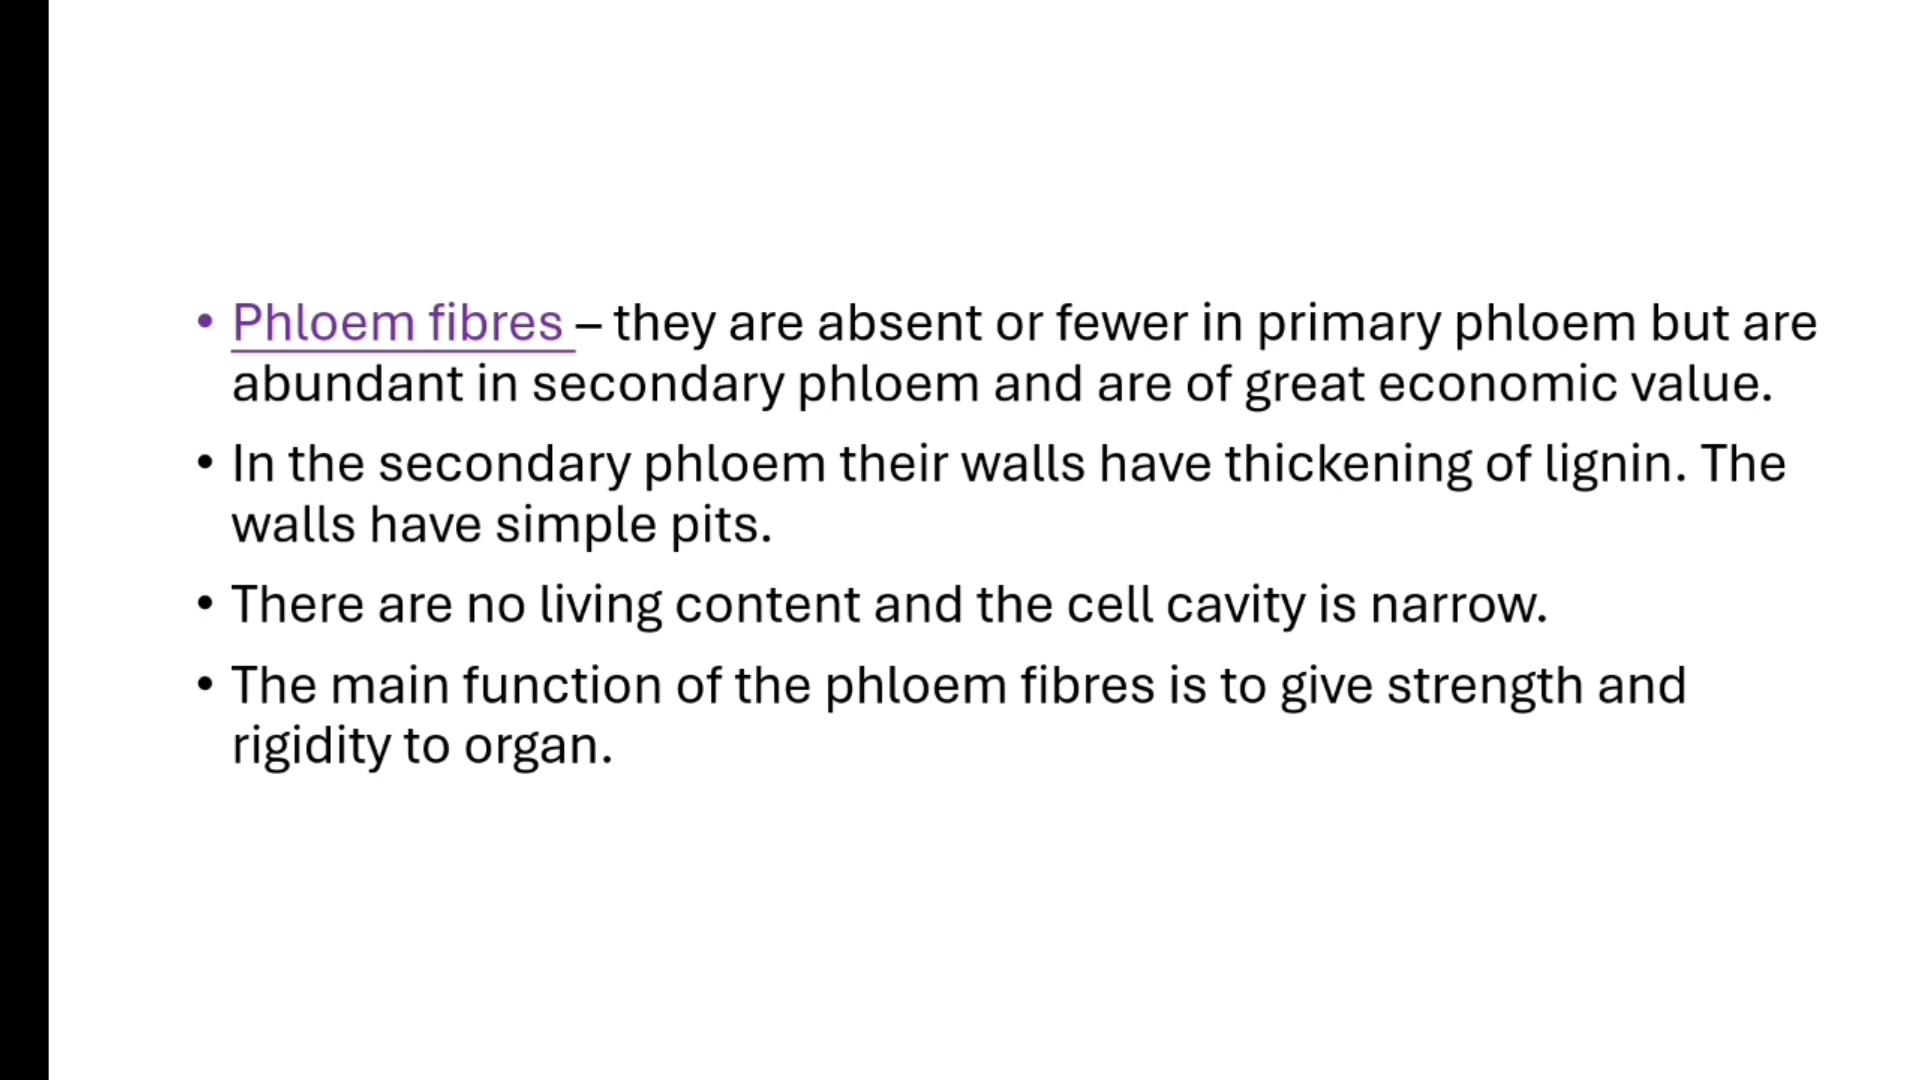 • Phloem fibres – they are absent or fewer in primary phloem but are
abundant in secondary phloem and are of great economic value.
• In the secondary phloem their walls have thickening of lignin. The
walls have simple pits.
• There are no living content and the cell cavity is narrow.
• The main function of the phloem fibres is to give strength and
rigidity to organ.